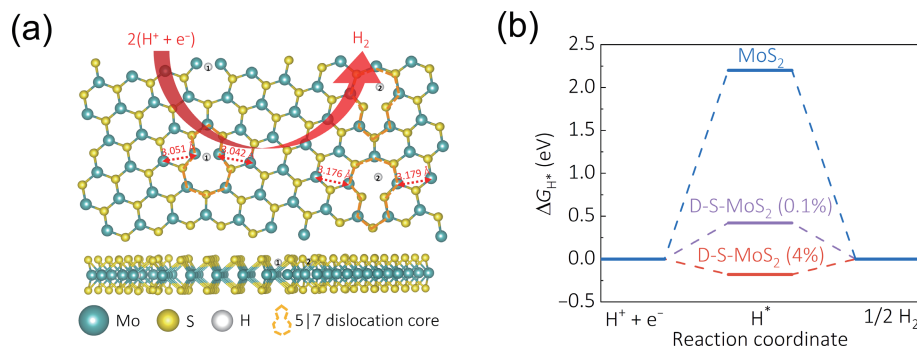 (a)
2(H⁺ + e⁻)
H₂
①
②
3.051
3.042
①
3.176
②
3.179
① ②
Mo S H 5|7 dislocation core
(b)
ΔG_H* (eV)
2.5
2.0
1.5
1.0
0.5
0.0
−0.5
MoS₂
D-S-MoS₂ (0.1%)
D-S-MoS₂ (4%)
H⁺ + e⁻ H* 1/2 H₂
Reaction coordinate